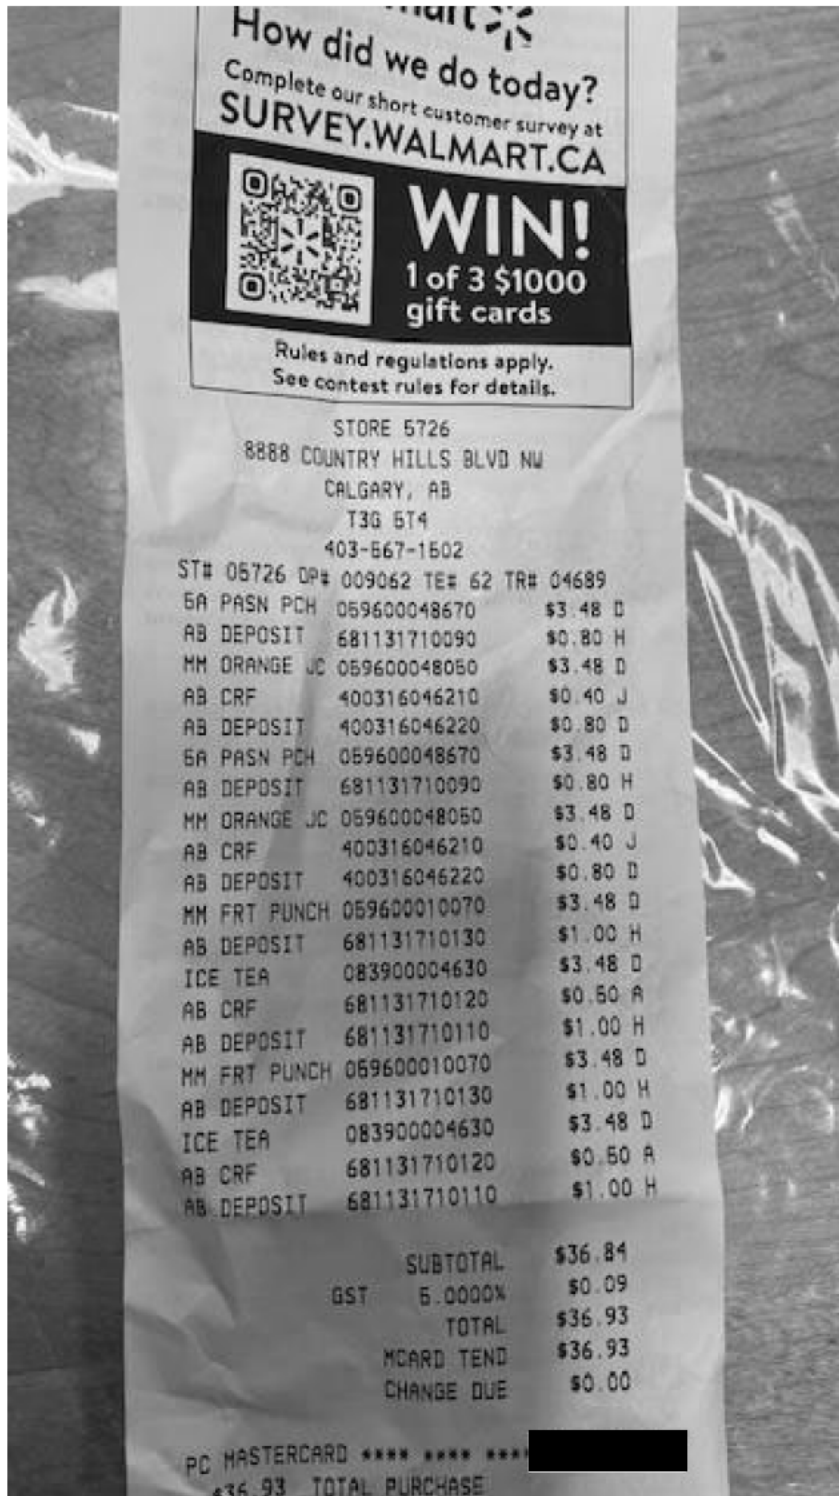 How did we do today?
Complete our short customer survey at
SURVEY.WALMART.CA
WIN!
1 of 3 $1000
gift cards
Rules and regulations apply.
See contest rules for details.
STORE 5726
8888 COUNTRY HILLS BLVD NW
CALGARY, AB
T3G 5T4
403-567-1502
ST# 05726 OP# 009062 TE# 62 TR# 04689
5A PASN PCH 059600048670 $3.48 D
AB DEPOSIT 681131710090 $0.80 H
MM ORANGE JC 059600048050 $3.48 D
AB CRF 400316046210 $0.40 J
AB DEPOSIT 400316046220 $0.80 D
5A PASN PCH 059600048670 $3.48 D
AB DEPOSIT 681131710090 $0.80 H
MM ORANGE JC 059600048050 $3.48 D
AB CRF 400316046210 $0.40 J
AB DEPOSIT 400316046220 $0.80 D
MM FRT PUNCH 059600010070 $3.48 D
AB DEPOSIT 681131710130 $1.00 H
ICE TEA 083900004630 $3.48 D
AB CRF 681131710120 $0.50 A
AB DEPOSIT 681131710110 $1.00 H
MM FRT PUNCH 059600010070 $3.48 D
AB DEPOSIT 681131710130 $1.00 H
ICE TEA 083900004630 $3.48 D
AB CRF 681131710120 $0.50 A
AB DEPOSIT 681131710110 $1.00 H
SUBTOTAL $36.84
GST 5.0000% $0.09
TOTAL $36.93
MCARD TEND $36.93
CHANGE DUE $0.00
PC MASTERCARD **** **** ****
$36.93 TOTAL PURCHASE